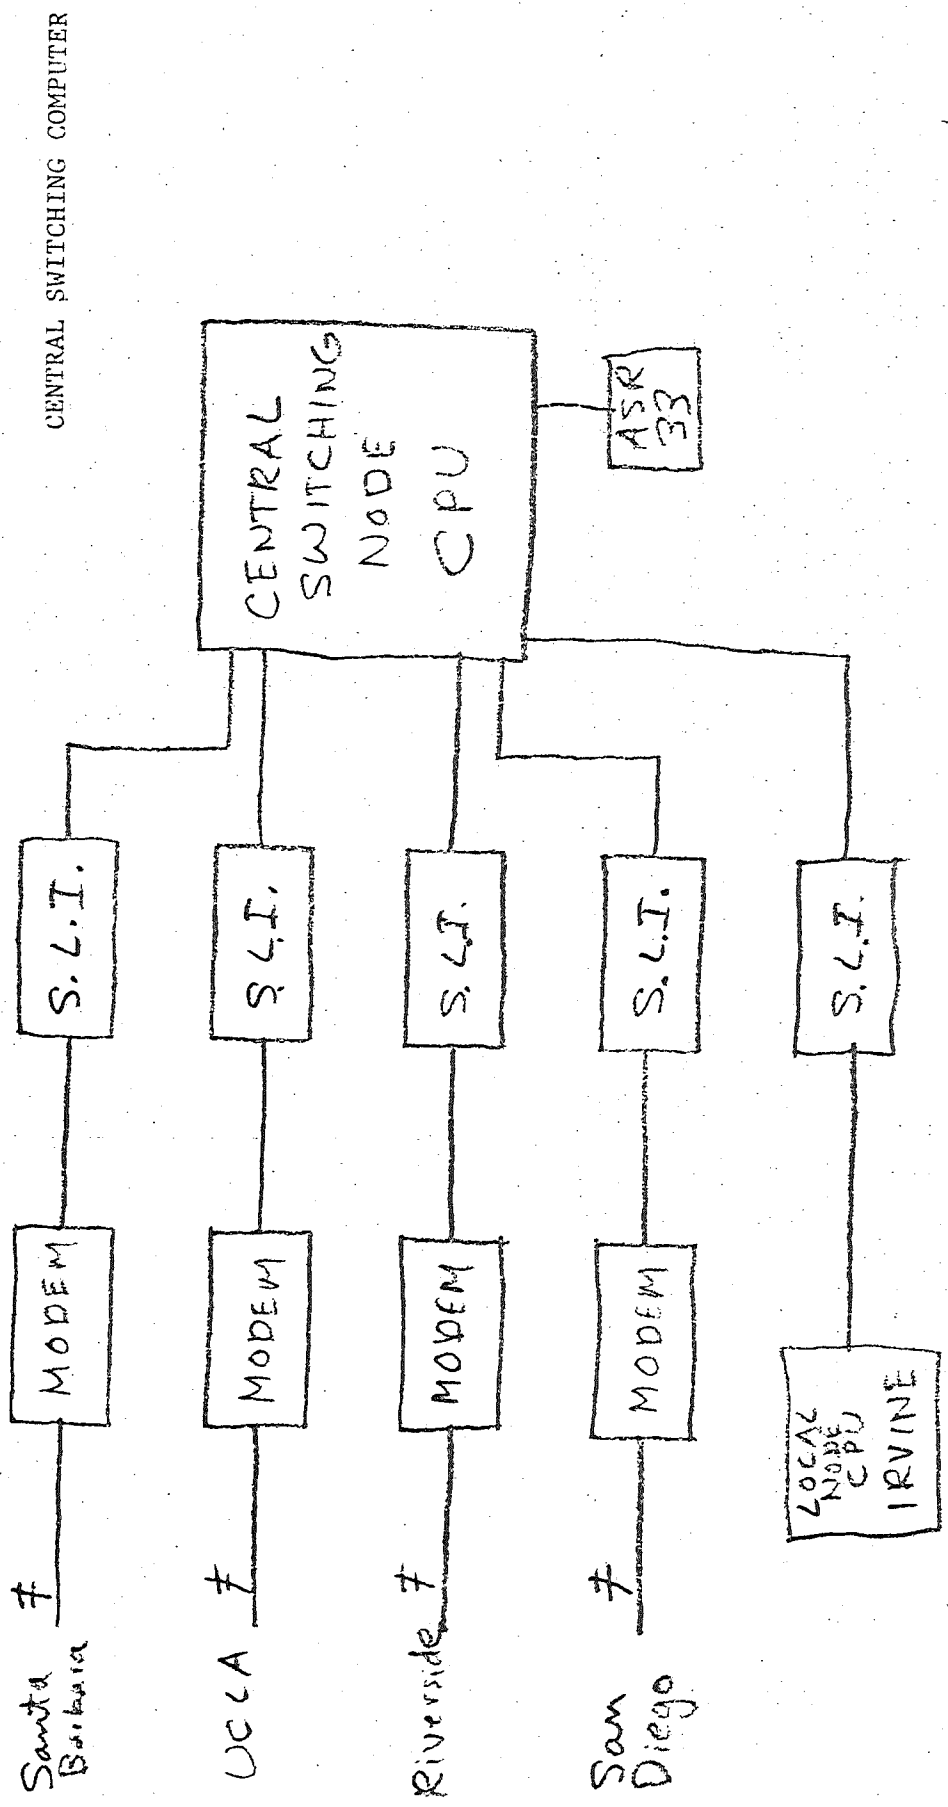 CENTRAL SWITCHING COMPUTER
Santa
Barbara
≠
MODEM
S.L.I.
UCLA
≠
MODEM
S.L.I.
CENTRAL
SWITCHING
NODE
CPU
Riverside
≠
MODEM
S.L.I.
San
Diego
≠
MODEM
S.L.I.
ASR
33
LOCAL
NODE
CPU
IRVINE
S.L.I.